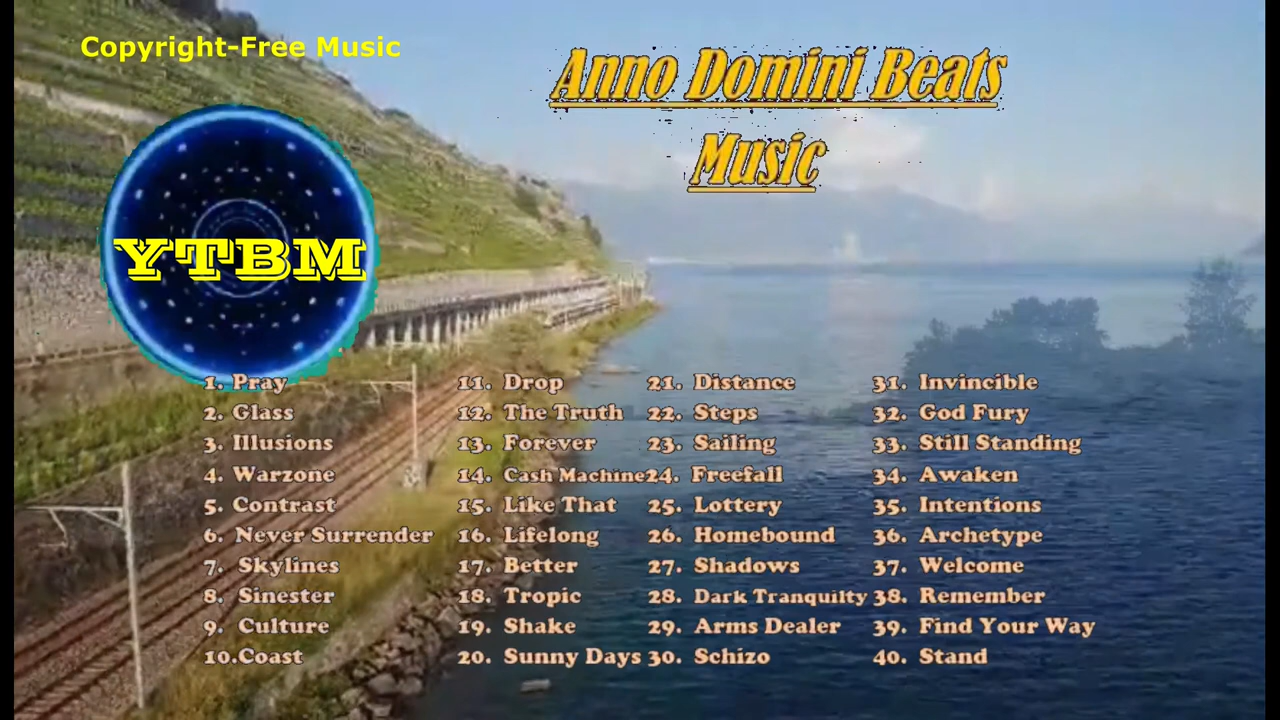 Copyright-Free Music
Anno Domini Beats
Music
YTBM
1. Pray
2. Glass
3. Illusions
4. Warzone
5. Contrast
6. Never Surrender
7. Skylines
8. Sinester
9. Culture
10.Coast
11. Drop
12. The Truth
13. Forever
14. Cash Machine
15. Like That
16. Lifelong
17. Better
18. Tropic
19. Shake
20. Sunny Days
21. Distance
22. Steps
23. Sailing
24. Freefall
25. Lottery
26. Homebound
27. Shadows
28. Dark Tranquilty
29. Arms Dealer
30. Schizo
31. Invincible
32. God Fury
33. Still Standing
34. Awaken
35. Intentions
36. Archetype
37. Welcome
38. Remember
39. Find Your Way
40. Stand